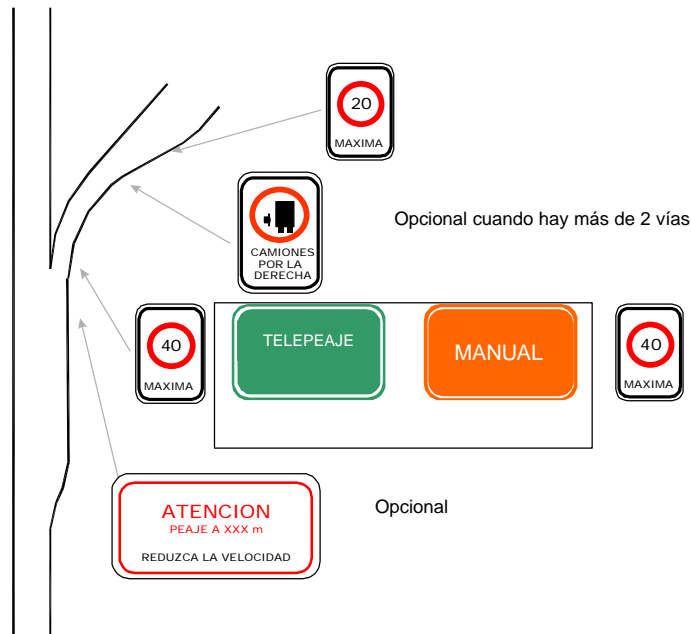 20
MAXIMA
CAMIONES
POR LA
DERECHA
Opcional cuando hay más de 2 vías
40
MAXIMA
TELEPEAJE
MANUAL
40
MAXIMA
ATENCION
PEAJE A XXX m
REDUZCA LA VELOCIDAD
Opcional